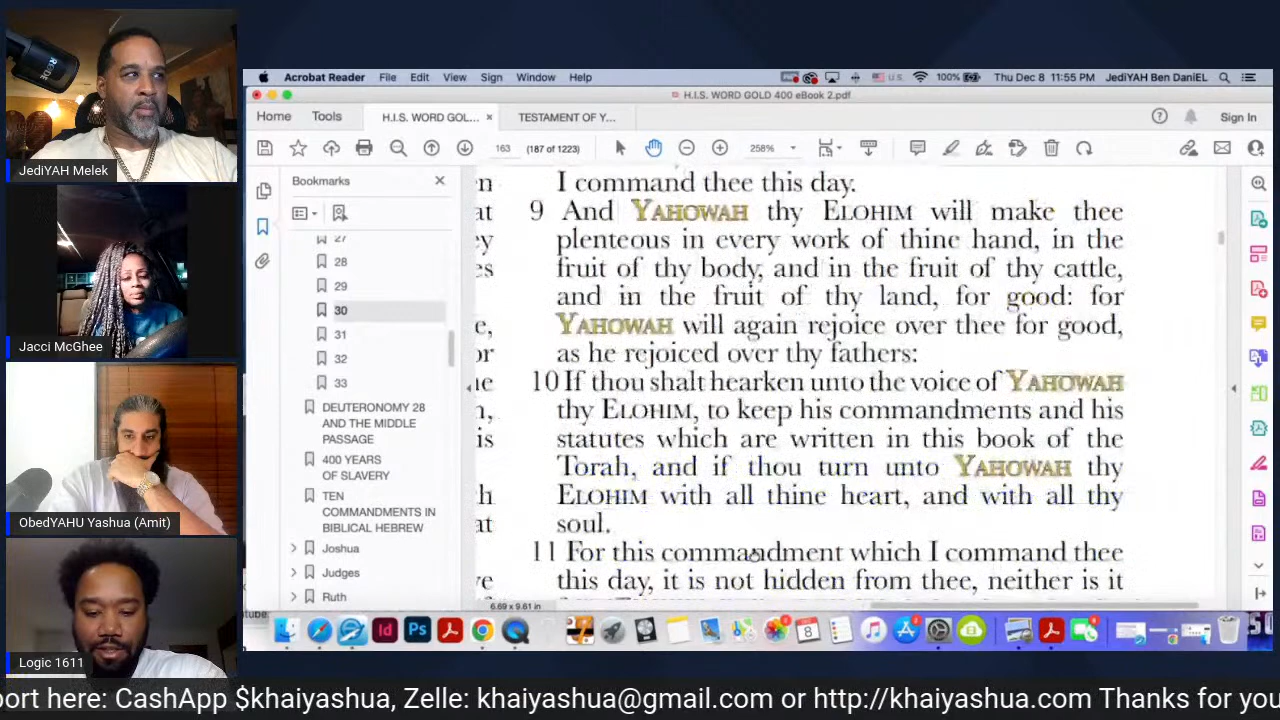 JediYAH Melek
Jacci McGhee
ObedYAHU Yashua (Amit)
Logic 1611
Acrobat Reader File Edit View Sign Window Help
U.S. 100% Thu Dec 8 11:55 PM JediYAH Ben DaniEL
H.I.S. WORD GOLD 400 eBook 2.pdf
Home Tools H.I.S. WORD GOL... × TESTAMENT OF Y... Sign In
163 (187 of 1223) 258%
Bookmarks
27
28
29
30
31
32
33
DEUTERONOMY 28
AND THE MIDDLE
PASSAGE
400 YEARS
OF SLAVERY
TEN
COMMANDMENTS IN
BIBLICAL HEBREW
Joshua
Judges
Ruth
I command thee this day.
9 And YAHOWAH thy ELOHIM will make thee
plenteous in every work of thine hand, in the
fruit of thy body, and in the fruit of thy cattle,
and in the fruit of thy land, for good: for
YAHOWAH will again rejoice over thee for good,
as he rejoiced over thy fathers:
10 If thou shalt hearken unto the voice of YAHOWAH
thy ELOHIM, to keep his commandments and his
statutes which are written in this book of the
Torah, and if thou turn unto YAHOWAH thy
ELOHIM with all thine heart, and with all thy
soul.
11 For this commandment which I command thee
this day, it is not hidden from thee, neither is it
6.69 x 9.61 in
port here: CashApp $khaiyashua, Zelle: khaiyashua@gmail.com or http://khaiyashua.com Thanks for you